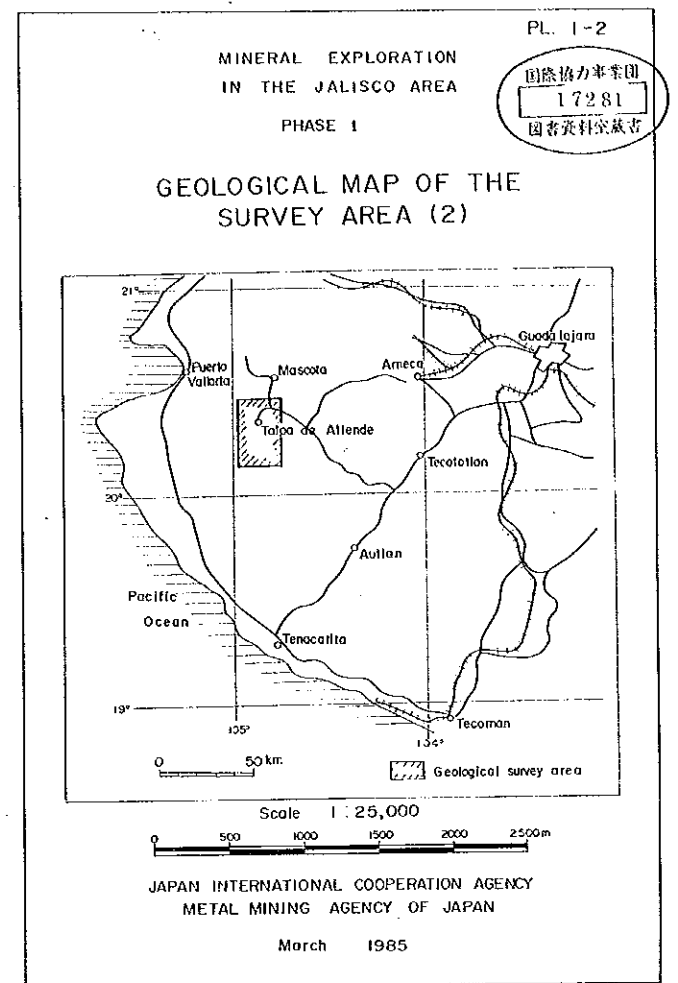 PL. 1-2
MINERAL EXPLORATION
IN THE JALISCO AREA
PHASE 1
国際協力事業団
17281
図書資料室蔵書
GEOLOGICAL MAP OF THE
SURVEY AREA (2)
21°
Guadalajara
Puerto
Vallarta
Mascota
Ameca
Talpa de Allende
Tecolotlan
20°
Autlan
Pacific
Ocean
Tenacatita
19°
Tecoman
105°
104°
0 50 km
Geological survey area
Scale 1:25,000
0 500 1000 1500 2000 2500m
JAPAN INTERNATIONAL COOPERATION AGENCY
METAL MINING AGENCY OF JAPAN
March 1985